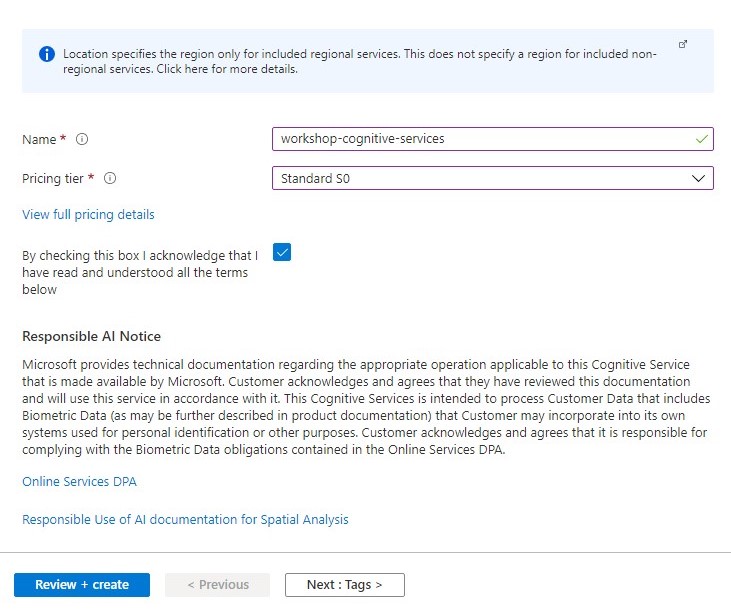 Location specifies the region only for included regional services. This does not specify a region for included non-
regional services. Click here for more details.
Name *
workshop-cognitive-services
Pricing tier *
Standard S0
View full pricing details
By checking this box I acknowledge that I
have read and understood all the terms
below
Responsible AI Notice
Microsoft provides technical documentation regarding the appropriate operation applicable to this Cognitive Service
that is made available by Microsoft. Customer acknowledges and agrees that they have reviewed this documentation
and will use this service in accordance with it. This Cognitive Services is intended to process Customer Data that includes
Biometric Data (as may be further described in product documentation) that Customer may incorporate into its own
systems used for personal identification or other purposes. Customer acknowledges and agrees that it is responsible for
complying with the Biometric Data obligations contained in the Online Services DPA.
Online Services DPA
Responsible Use of AI documentation for Spatial Analysis
Review + create
< Previous
Next : Tags >